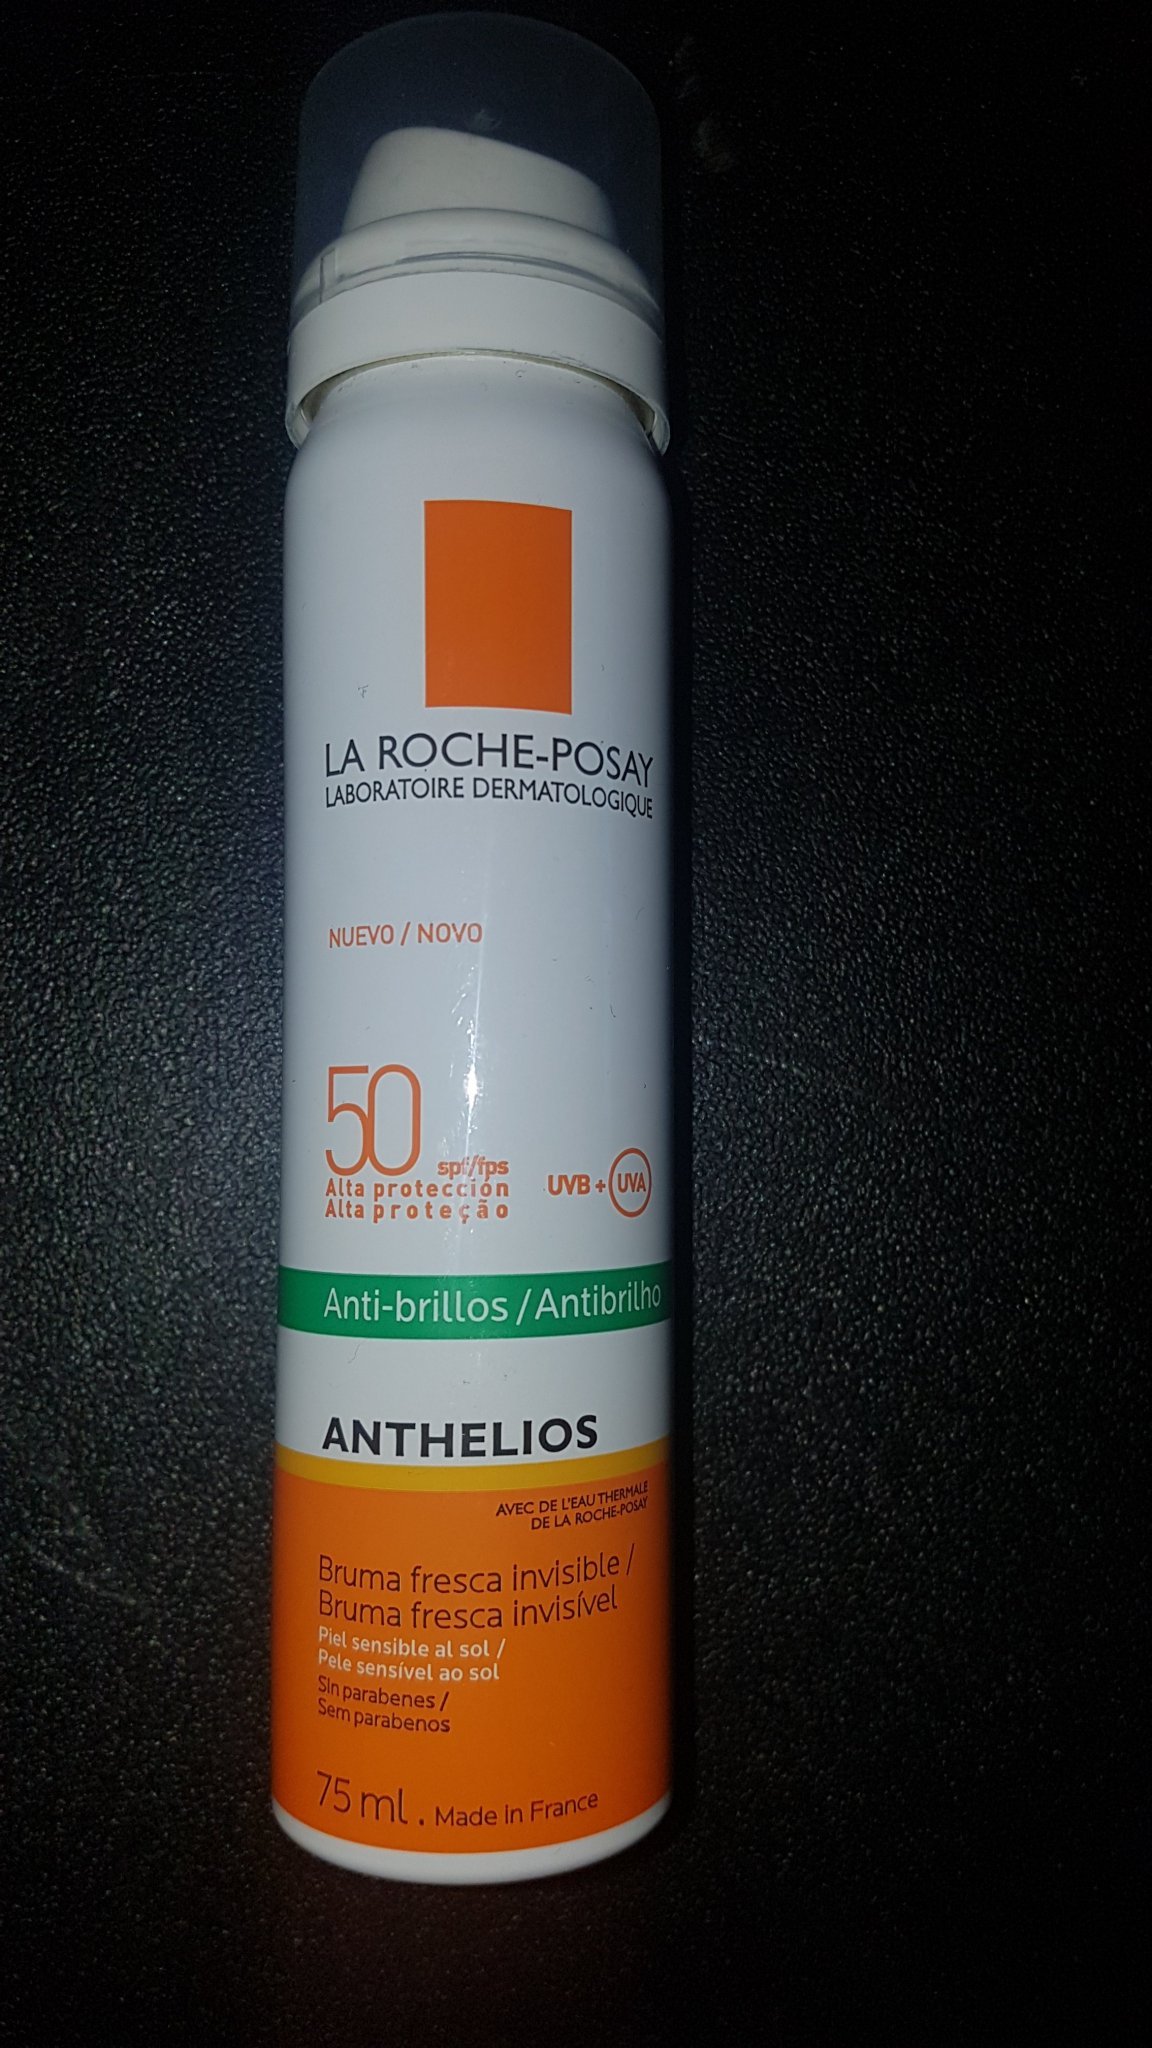 LA ROCHE-POSAY
LABORATOIRE DERMATOLOGIQUE
NUEVO / NOVO
50 spf/fps
Alta protección
Alta proteção
UVB + UVA
Anti-brillos / Antibrilho
ANTHELIOS
AVEC DE L'EAU THERMALE
DE LA ROCHE-POSAY
Bruma fresca invisible /
Bruma fresca invisível
Piel sensible al sol /
Pele sensível ao sol
Sin parabenes /
Sem parabenos
75 ml . Made in France